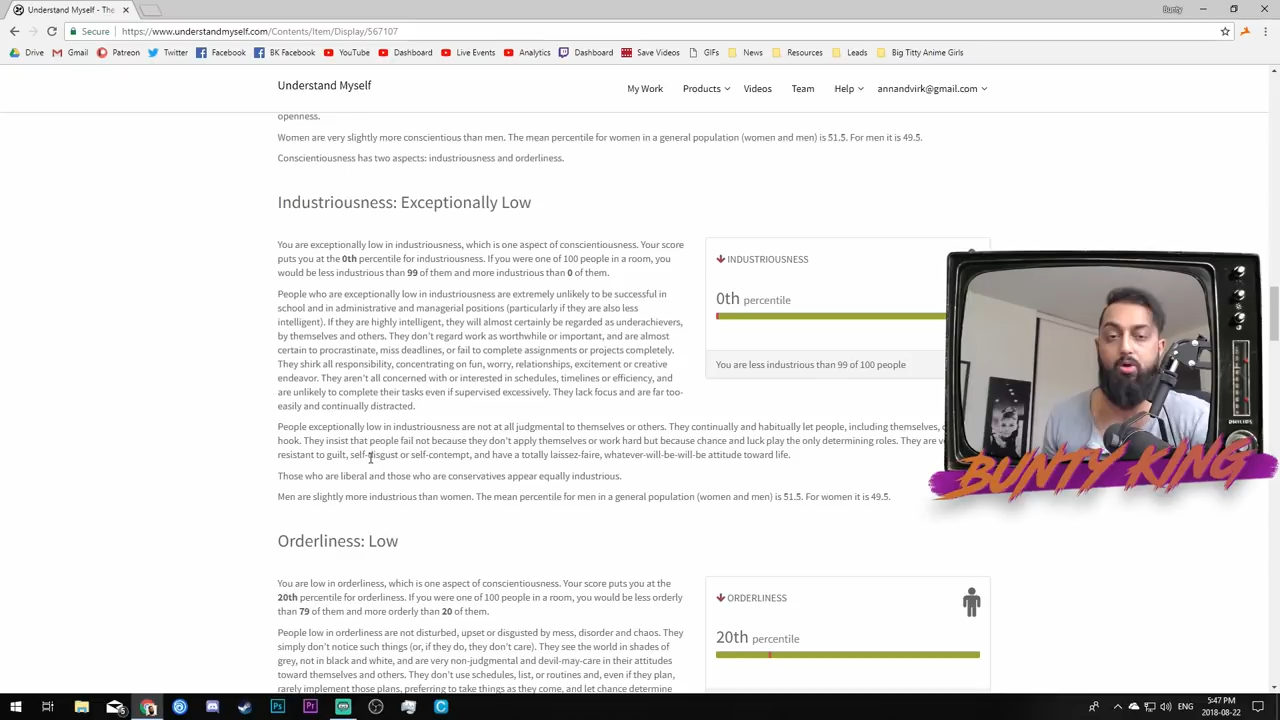 Understand Myself - The
Bunty
Secure
https://www.understandmyself.com/Contents/Item/Display/567107
Drive Gmail Patreon Twitter Facebook BK Facebook YouTube Dashboard Live Events Analytics Dashboard Save Videos GIFs News Resources Leads Big Titty Anime Girls
Understand Myself
My Work Products Videos Team Help annandvirk@gmail.com
openness.
Women are very slightly more conscientious than men. The mean percentile for women in a general population (women and men) is 51.5. For men it is 49.5.
Conscientiousness has two aspects: industriousness and orderliness.
Industriousness: Exceptionally Low
You are exceptionally low in industriousness, which is one aspect of conscientiousness. Your score
puts you at the 0th percentile for industriousness. If you were one of 100 people in a room, you
would be less industrious than 99 of them and more industrious than 0 of them.
People who are exceptionally low in industriousness are extremely unlikely to be successful in
school and in administrative and managerial positions (particularly if they are also less
intelligent). If they are highly intelligent, they will almost certainly be regarded as underachievers,
by themselves and others. They don't regard work as worthwhile or important, and are almost
certain to procrastinate, miss deadlines, or fail to complete assignments or projects completely.
They shirk all responsibility, concentrating on fun, worry, relationships, excitement or creative
endeavor. They aren't all concerned with or interested in schedules, timelines or efficiency, and
are unlikely to complete their tasks even if supervised excessively. They lack focus and are far too-
easily and continually distracted.
INDUSTRIOUSNESS
0th percentile
You are less industrious than 99 of 100 people
People exceptionally low in industriousness are not at all judgmental to themselves or others. They continually and habitually let people, including themselves,
hook. They insist that people fail not because they don't apply themselves or work hard but because chance and luck play the only determining roles. They are
resistant to guilt, self-disgust or self-contempt, and have a totally laissez-faire, whatever-will-be-will-be attitude toward life.
Those who are liberal and those who are conservatives appear equally industrious.
Men are slightly more industrious than women. The mean percentile for men in a general population (women and men) is 51.5. For women it is 49.5.
PHILIPS
BUNTY KING
Orderliness: Low
You are low in orderliness, which is one aspect of conscientiousness. Your score puts you at the
20th percentile for orderliness. If you were one of 100 people in a room, you would be less orderly
than 79 of them and more orderly than 20 of them.
People low in orderliness are not disturbed, upset or disgusted by mess, disorder and chaos. They
simply don't notice such things (or, if they do, they don't care). They see the world in shades of
grey, not in black and white, and are very non-judgmental and devil-may-care in their attitudes
toward themselves and others. They don't use schedules, list, or routines and, even if they plan,
rarely implement those plans, preferring to take things as they come, and let chance determine
ORDERLINESS
20th percentile
5
Ps
Pr
C
ENG
5:47 PM
2018-08-22